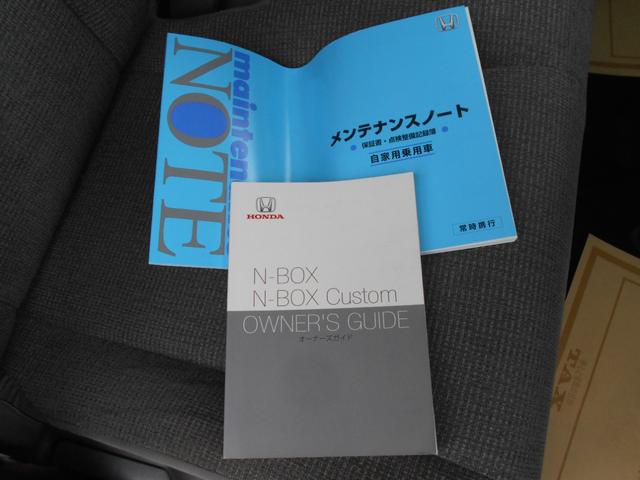 maintenance
NOTE
メンテナンスノート
保証書・点検整備記録簿
自家用乗用車
常時携行
HONDA
N-BOX
N-BOX Custom
OWNER'S GUIDE
オーナーズガイド
TAX